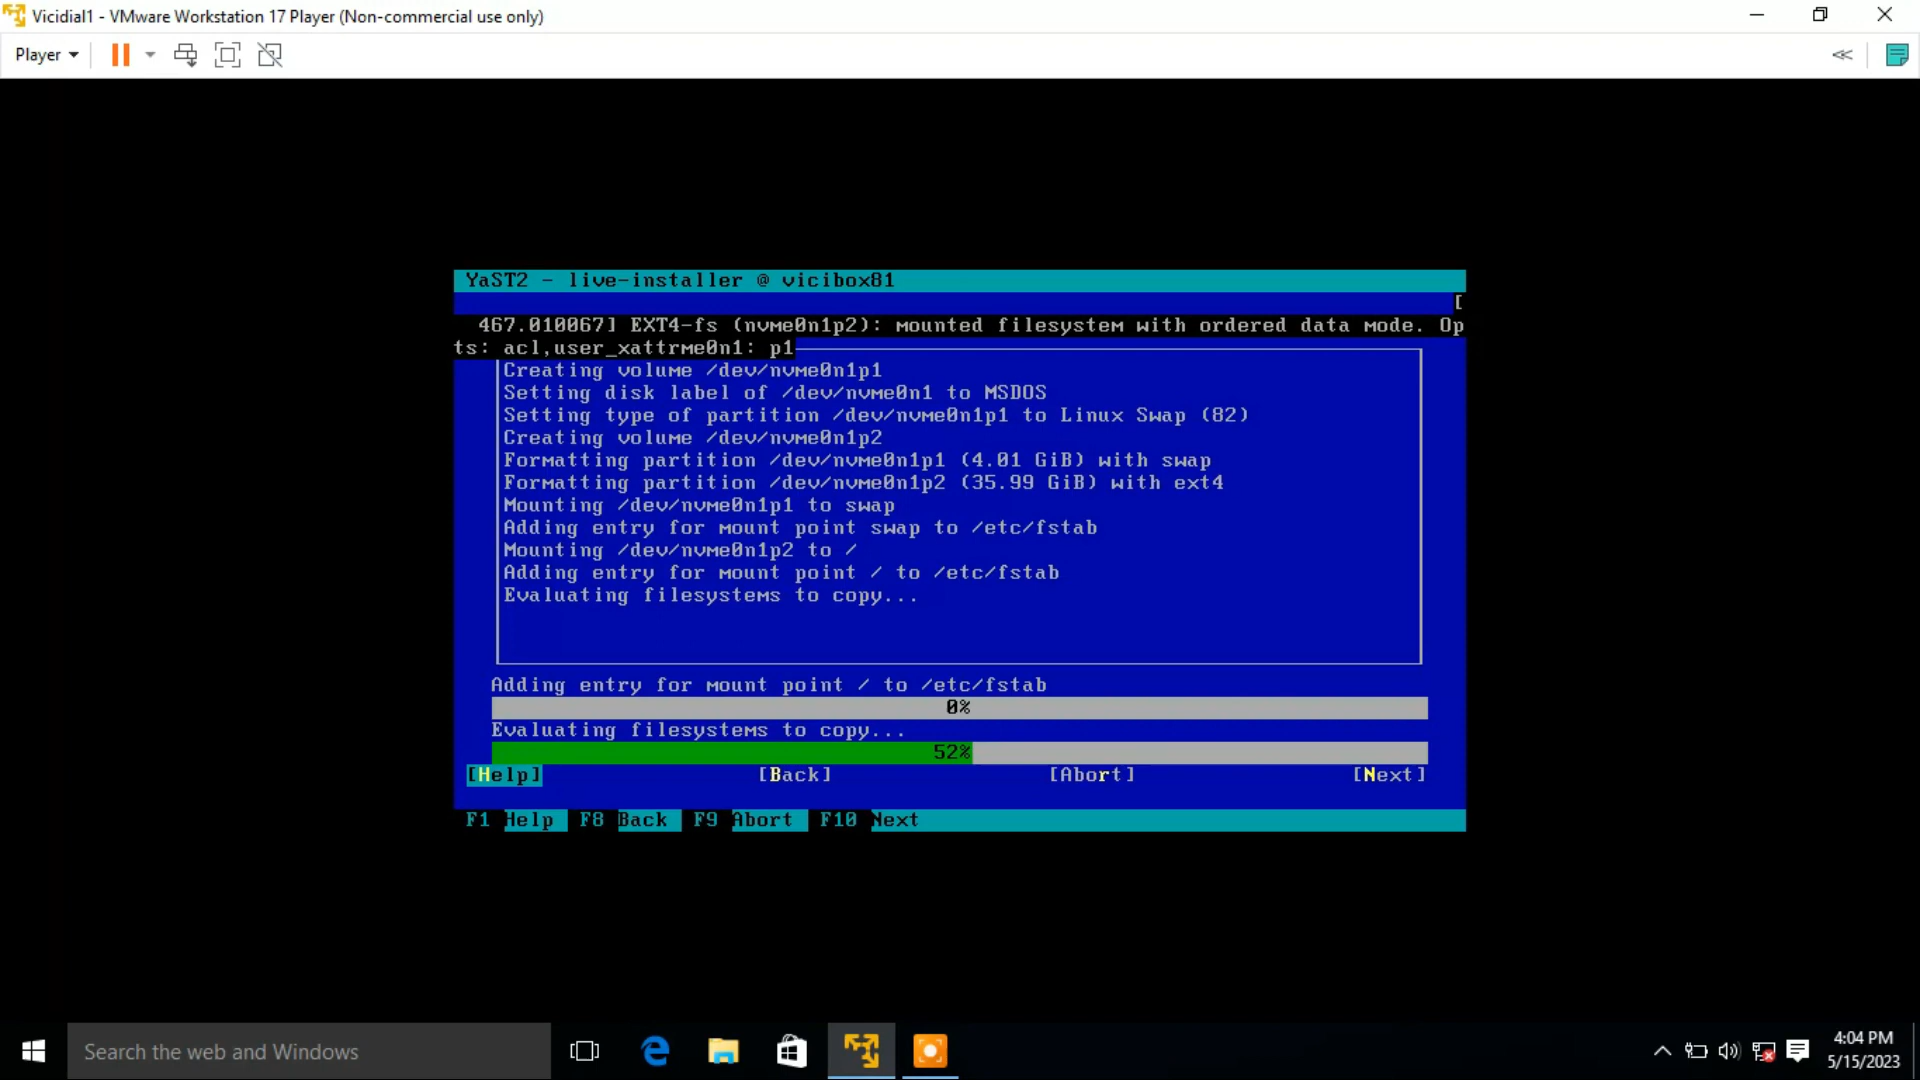 Vicidial1 - VMware Workstation 17 Player (Non-commercial use only)
Player
YaST2 - live-installer @ vicibox81
[
467.010067] EXT4-fs (nvme0n1p2): mounted filesystem with ordered data mode. Op
ts: acl,user_xattrme0n1: p1
Creating volume /dev/nvme0n1p1
Setting disk label of /dev/nvme0n1 to MSDOS
Setting type of partition /dev/nvme0n1p1 to Linux Swap (82)
Creating volume /dev/nvme0n1p2
Formatting partition /dev/nvme0n1p1 (4.01 GiB) with swap
Formatting partition /dev/nvme0n1p2 (35.99 GiB) with ext4
Mounting /dev/nvme0n1p1 to swap
Adding entry for mount point swap to /etc/fstab
Mounting /dev/nvme0n1p2 to /
Adding entry for mount point / to /etc/fstab
Evaluating filesystems to copy...
Adding entry for mount point / to /etc/fstab
0%
Evaluating filesystems to copy...
52%
[Help] [Back] [Abort] [Next]
F1 Help F8 Back F9 Abort F10 Next
Search the web and Windows
4:04 PM
5/15/2023